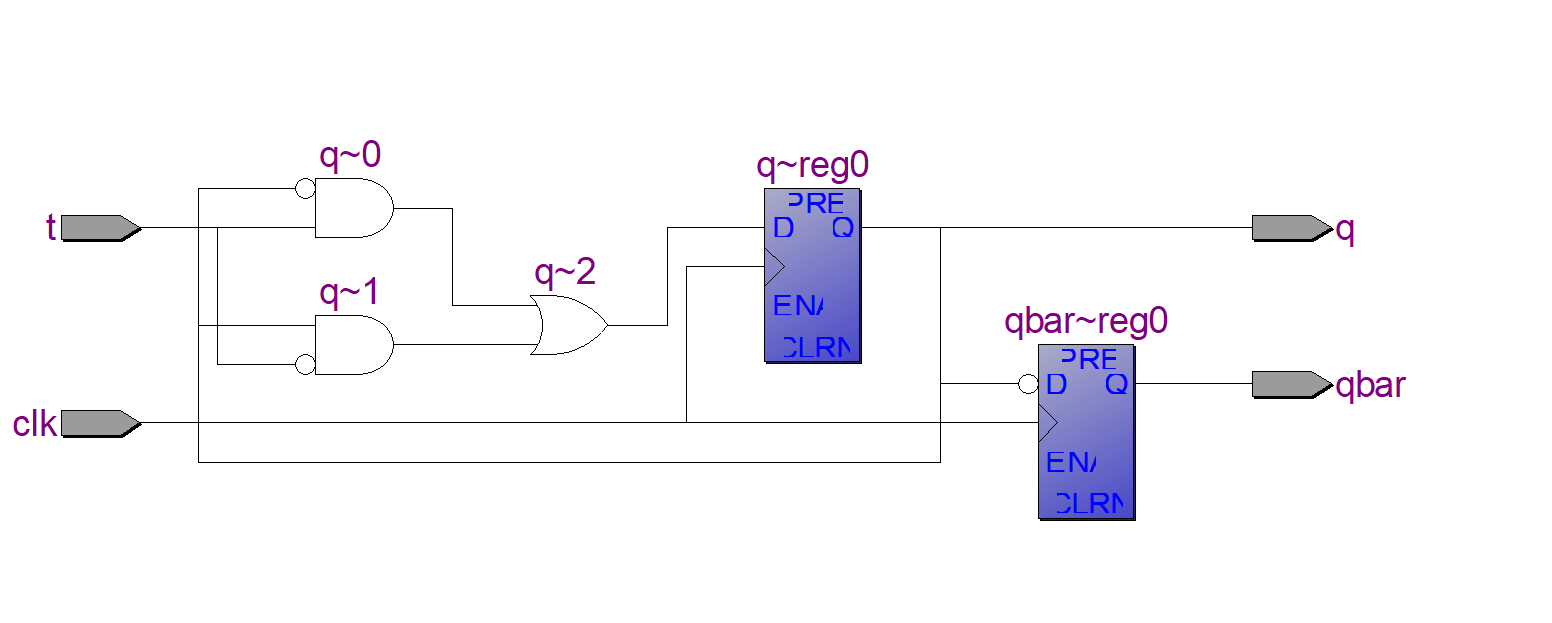 q~0
q~reg0
t
PRE
D
Q
q
q~2
q~1
ENA
CLRN
qbar~reg0
PRE
D
Q
qbar
clk
ENA
CLRN